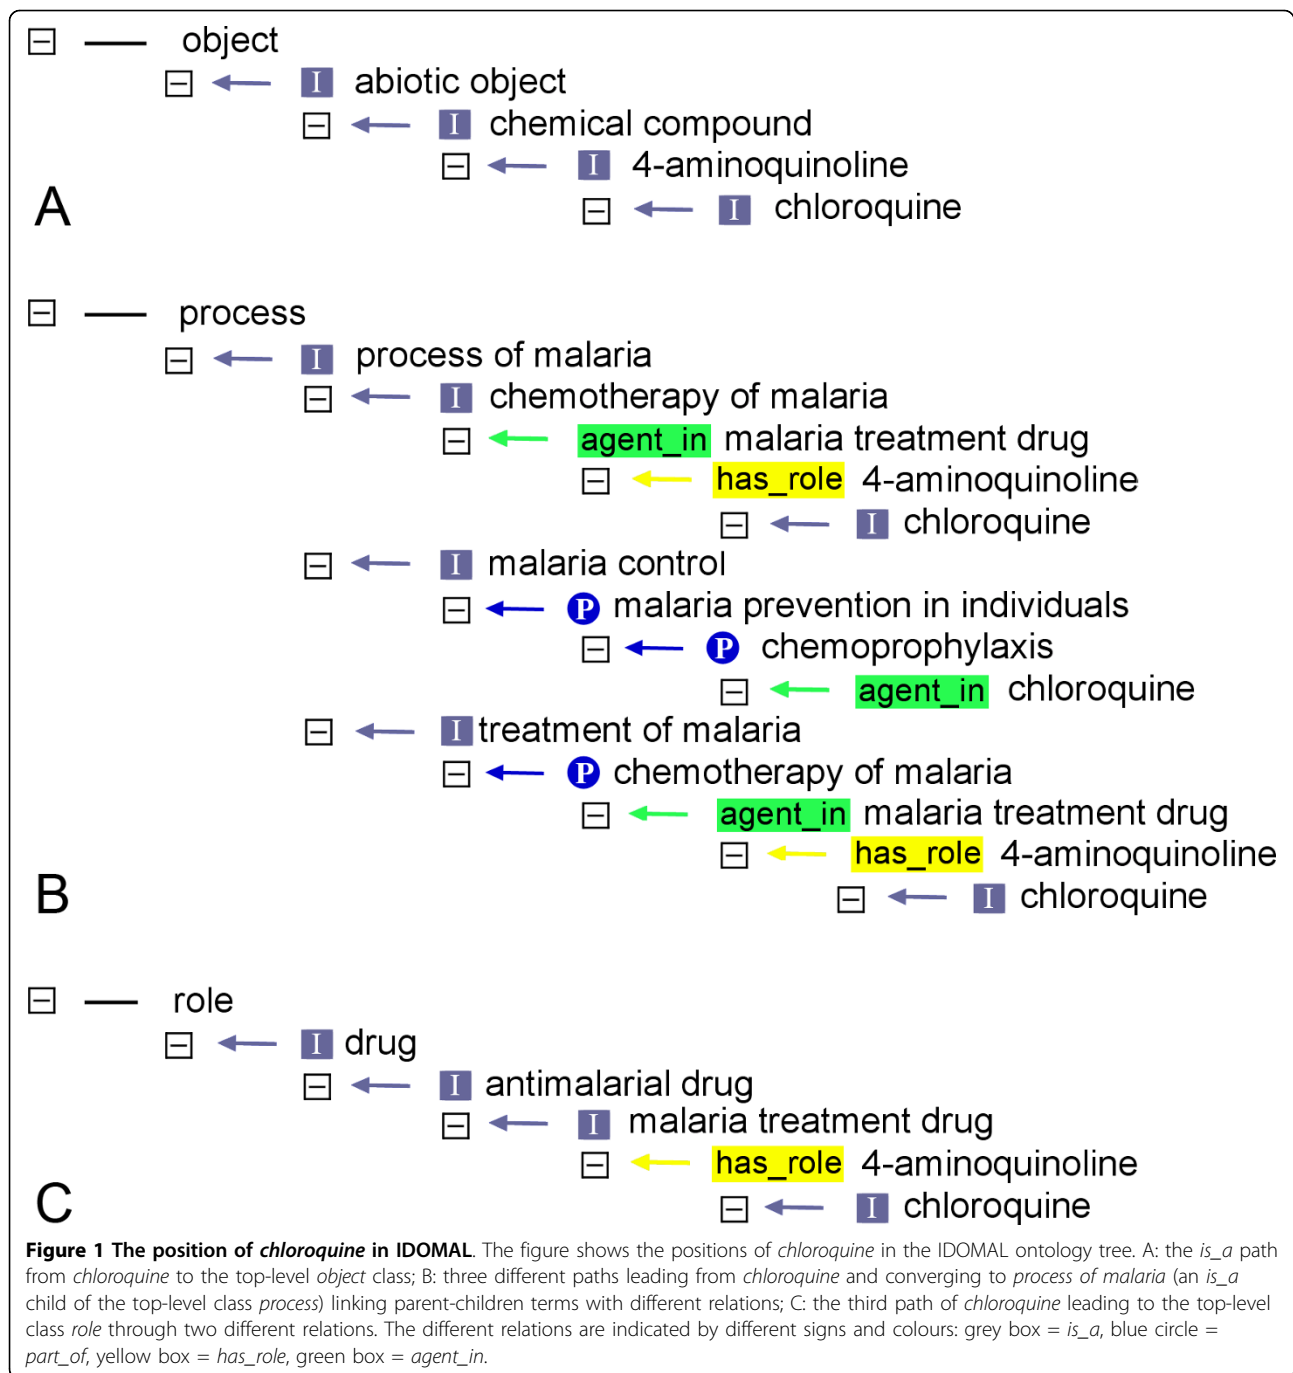 object
I abiotic object
I chemical compound
I 4-aminoquinoline
I chloroquine
A
process
I process of malaria
I chemotherapy of malaria
agent_in malaria treatment drug
has_role 4-aminoquinoline
I chloroquine
I malaria control
P malaria prevention in individuals
P chemoprophylaxis
agent_in chloroquine
I treatment of malaria
P chemotherapy of malaria
agent_in malaria treatment drug
has_role 4-aminoquinoline
I chloroquine
B
role
I drug
I antimalarial drug
I malaria treatment drug
has_role 4-aminoquinoline
I chloroquine
C
Figure 1 The position of chloroquine in IDOMAL. The figure shows the positions of chloroquine in the IDOMAL ontology tree. A: the is_a path
from chloroquine to the top-level object class; B: three different paths leading from chloroquine and converging to process of malaria (an is_a
child of the top-level class process) linking parent-children terms with different relations; C: the third path of chloroquine leading to the top-level
class role through two different relations. The different relations are indicated by different signs and colours: grey box = is_a, blue circle =
part_of, yellow box = has_role, green box = agent_in.